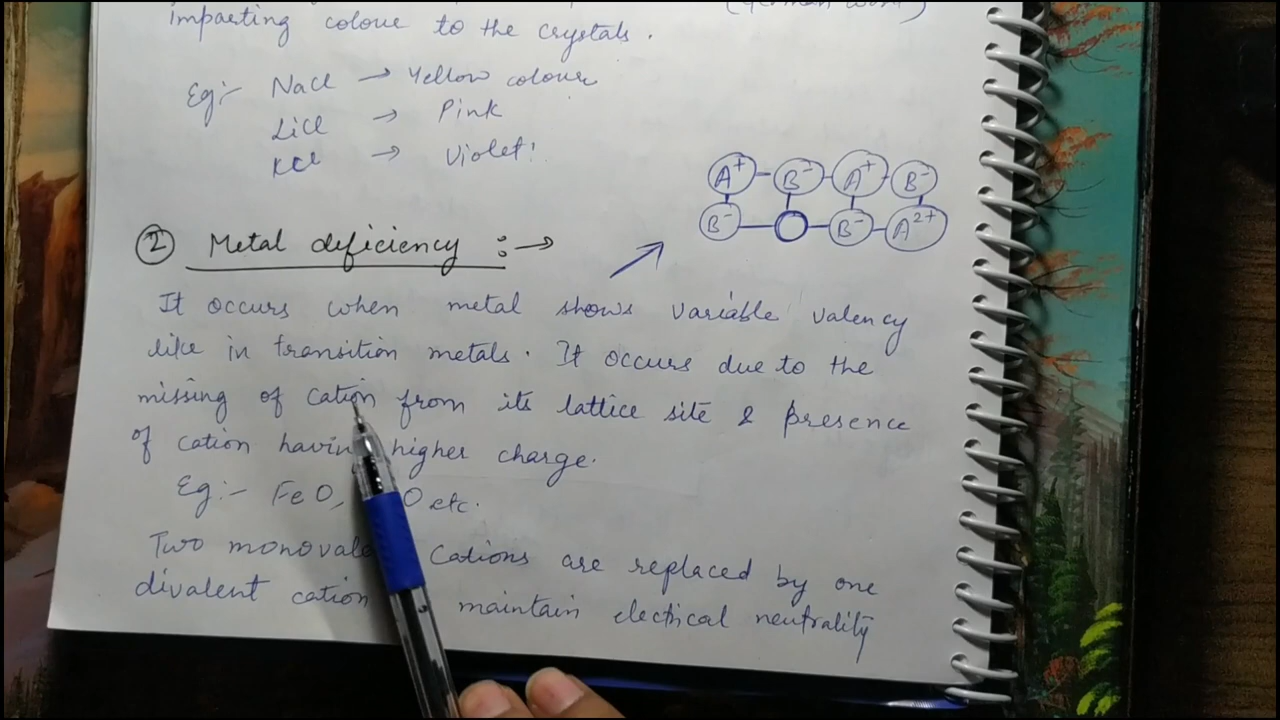 imparting colour to the crystals.
Eg:- NaCl → Yellow colour
LiCl → Pink
KCl → Violet!
A+ B- A+ B-
B- B- A2+
② Metal deficiency :→
It occurs when metal shows variable valency
like in transition metals. It occurs due to the
missing of cation from its lattice site & presence
of cation having higher charge.
Eg:- FeO, O etc.
Two cations are replaced by one
divalent cation maintain electrical neutrality